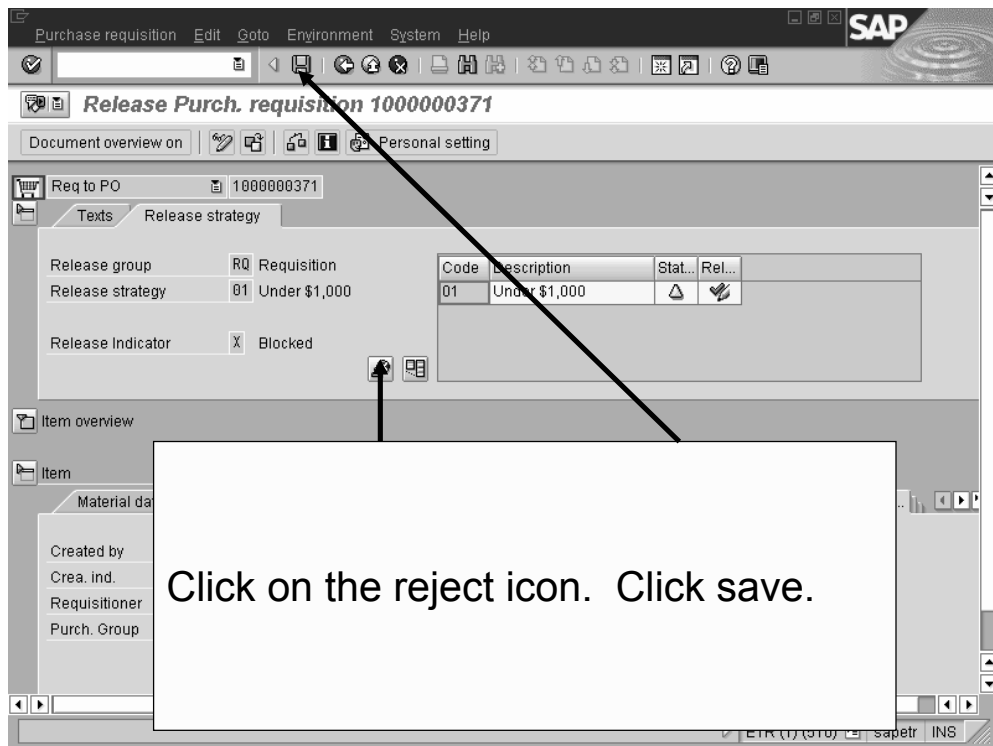 Purchase requisition Edit Goto Environment System Help
SAP
Release Purch. requisition 1000000371
Document overview on Personal setting
Req to PO 1000000371
Texts Release strategy
Release group RQ Requisition
Code Description Stat... Rel...
Release strategy 01 Under $1,000
01 Under $1,000
Release Indicator X Blocked
Item overview
Item
Material da
Created by
Crea. ind.
Requisitioner
Purch. Group
Click on the reject icon. Click save.
ETR (1) (510) sapetr INS